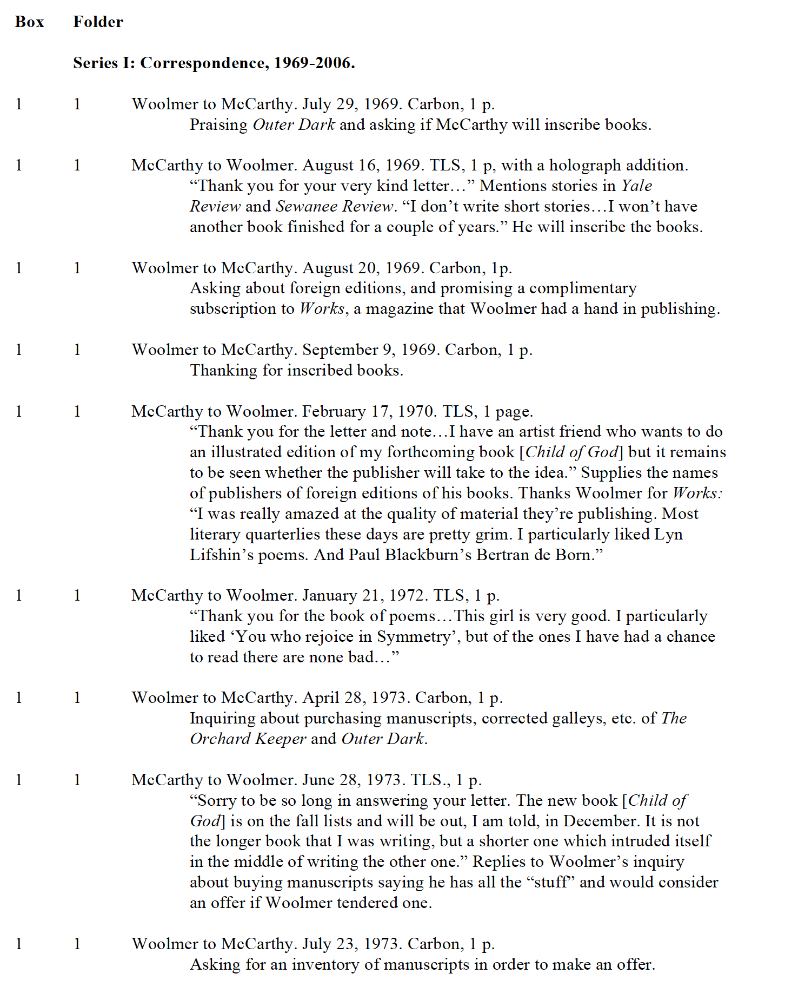 Box Folder
Series I: Correspondence, 1969-2006.
1 1 Woolmer to McCarthy. July 29, 1969. Carbon, 1 p.
Praising Outer Dark and asking if McCarthy will inscribe books.
1 1 McCarthy to Woolmer. August 16, 1969. TLS, 1 p, with a holograph addition.
“Thank you for your very kind letter…” Mentions stories in Yale
Review and Sewanee Review. “I don’t write short stories…I won’t have
another book finished for a couple of years.” He will inscribe the books.
1 1 Woolmer to McCarthy. August 20, 1969. Carbon, 1p.
Asking about foreign editions, and promising a complimentary
subscription to Works, a magazine that Woolmer had a hand in publishing.
1 1 Woolmer to McCarthy. September 9, 1969. Carbon, 1 p.
Thanking for inscribed books.
1 1 McCarthy to Woolmer. February 17, 1970. TLS, 1 page.
“Thank you for the letter and note…I have an artist friend who wants to do
an illustrated edition of my forthcoming book [Child of God] but it remains
to be seen whether the publisher will take to the idea.” Supplies the names
of publishers of foreign editions of his books. Thanks Woolmer for Works:
“I was really amazed at the quality of material they’re publishing. Most
literary quarterlies these days are pretty grim. I particularly liked Lyn
Lifshin’s poems. And Paul Blackburn’s Bertran de Born.”
1 1 McCarthy to Woolmer. January 21, 1972. TLS, 1 p.
“Thank you for the book of poems…This girl is very good. I particularly
liked ‘You who rejoice in Symmetry’, but of the ones I have had a chance
to read there are none bad…”
1 1 Woolmer to McCarthy. April 28, 1973. Carbon, 1 p.
Inquiring about purchasing manuscripts, corrected galleys, etc. of The
Orchard Keeper and Outer Dark.
1 1 McCarthy to Woolmer. June 28, 1973. TLS., 1 p.
“Sorry to be so long in answering your letter. The new book [Child of
God] is on the fall lists and will be out, I am told, in December. It is not
the longer book that I was writing, but a shorter one which intruded itself
in the middle of writing the other one.” Replies to Woolmer’s inquiry
about buying manuscripts saying he has all the “stuff” and would consider
an offer if Woolmer tendered one.
1 1 Woolmer to McCarthy. July 23, 1973. Carbon, 1 p.
Asking for an inventory of manuscripts in order to make an offer.